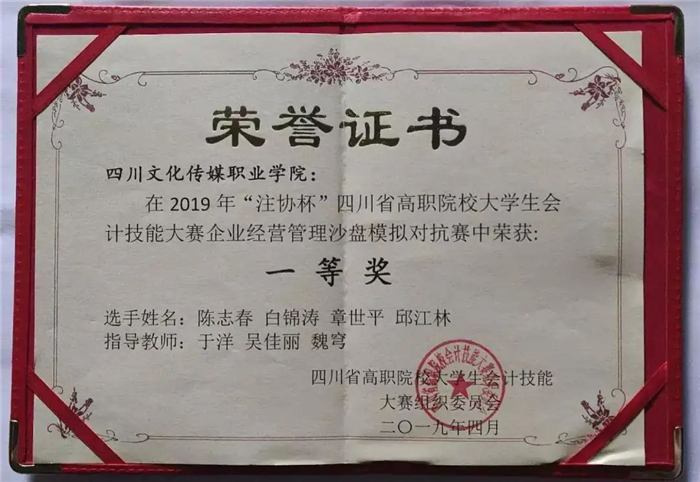 荣誉证书
四川文化传媒职业学院：
在 2019 年“注协杯”四川省高职院校大学生会
计技能大赛企业经营管理沙盘模拟对抗赛中荣获:
一等奖
选手姓名：陈志春 白锦涛 章世平 邱江林
指导教师：于洋 吴佳丽 魏穹
四川省高职院校大学生会计技能
大赛组织委员会
二〇一九年四月